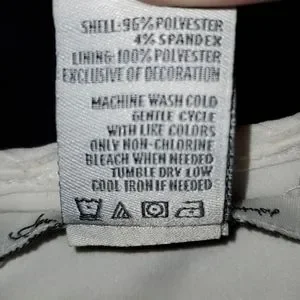 SHELL:96% POLYESTER
4% SPANDEX
LINING:100% POLYESTER
EXCLUSIVE OF DECORATION
MACHINE WASH COLD
GENTLE CYCLE
WITH LIKE COLORS
ONLY NON-CHLORINE
BLEACH WHEN NEEDED
TUMBLE DRY LOW
COOL IRON IF NEEDED